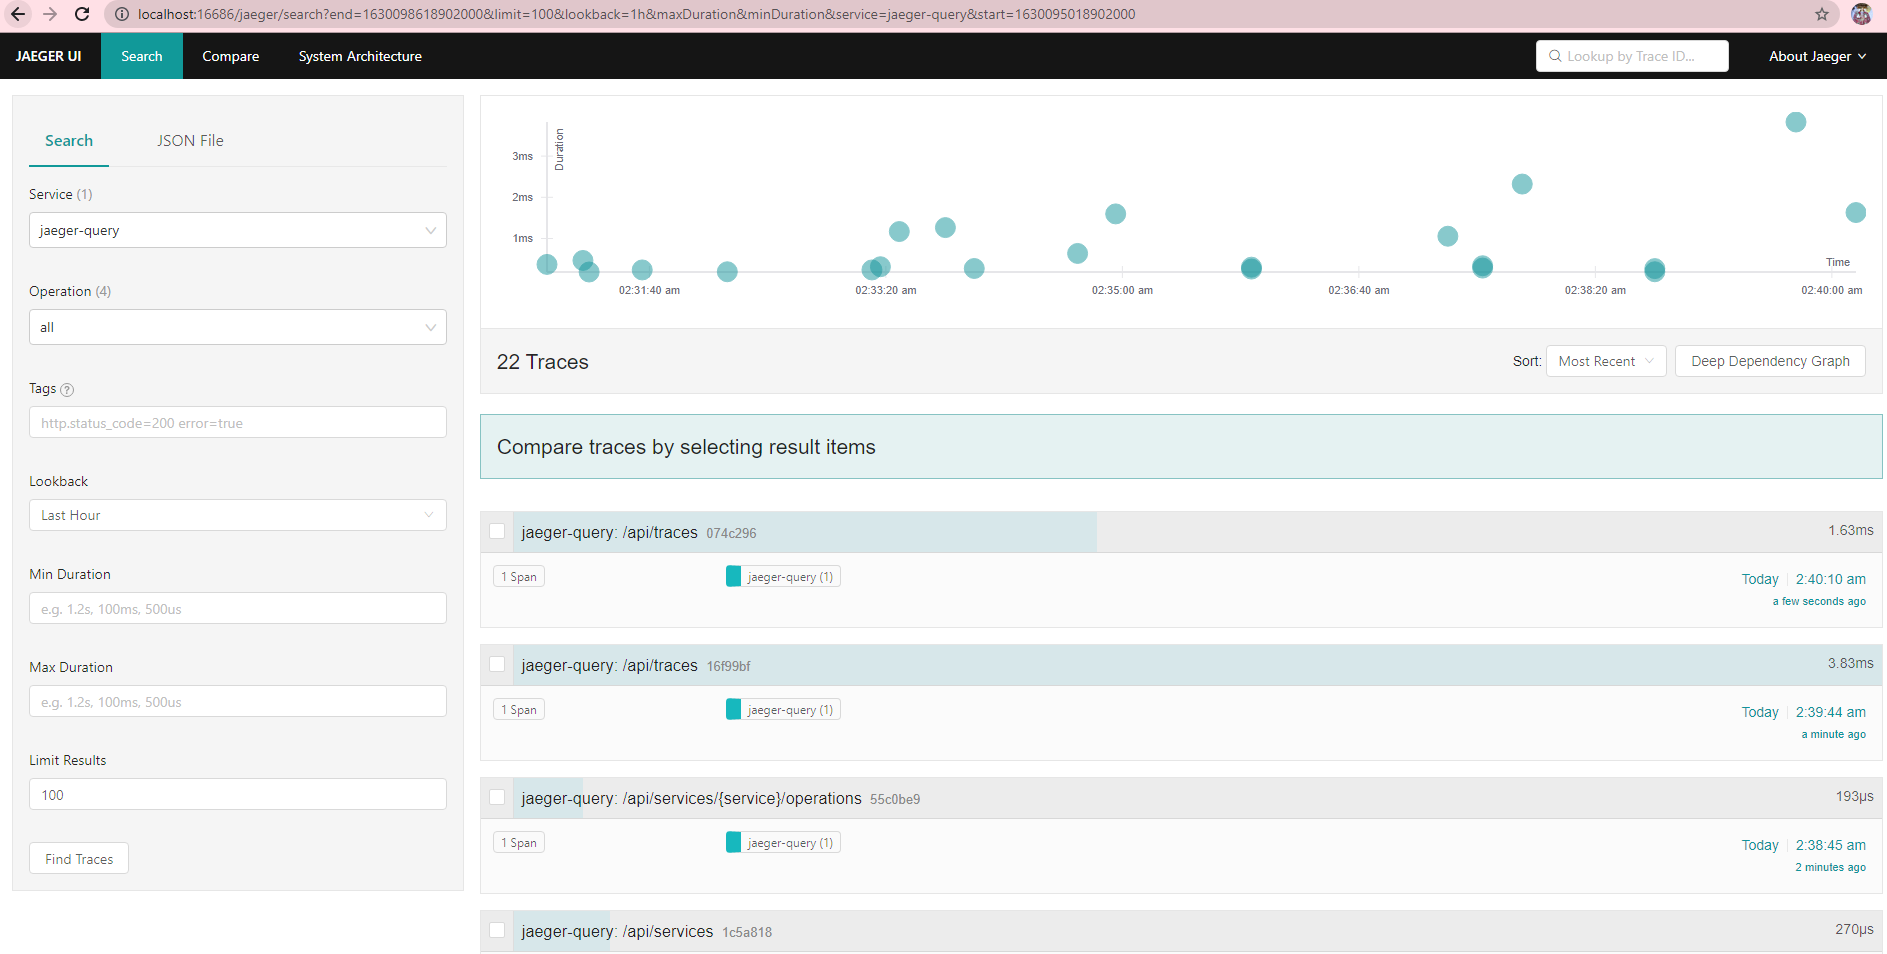 localhost:16686/jaeger/search?end=1630098618902000&limit=100&lookback=1h&maxDuration&minDuration&service=jaeger-query&start=1630095018902000
JAEGER UI Search Compare System Architecture Lookup by Trace ID... About Jaeger
Search JSON File
Service (1)
jaeger-query
Operation (4)
all
Tags ?
http.status_code=200 error=true
Lookback
Last Hour
Min Duration
e.g. 1.2s, 100ms, 500us
Max Duration
e.g. 1.2s, 100ms, 500us
Limit Results
100
Find Traces
Duration
3ms
2ms
1ms
Time
02:31:40 am 02:33:20 am 02:35:00 am 02:36:40 am 02:38:20 am 02:40:00 am
22 Traces Sort: Most Recent Deep Dependency Graph
Compare traces by selecting result items
jaeger-query: /api/traces 074c296 1.63ms
1 Span jaeger-query (1) Today 2:40:10 am
a few seconds ago
jaeger-query: /api/traces 16f99bf 3.83ms
1 Span jaeger-query (1) Today 2:39:44 am
a minute ago
jaeger-query: /api/services/{service}/operations 55c0be9 193μs
1 Span jaeger-query (1) Today 2:38:45 am
2 minutes ago
jaeger-query: /api/services 1c5a818 270μs